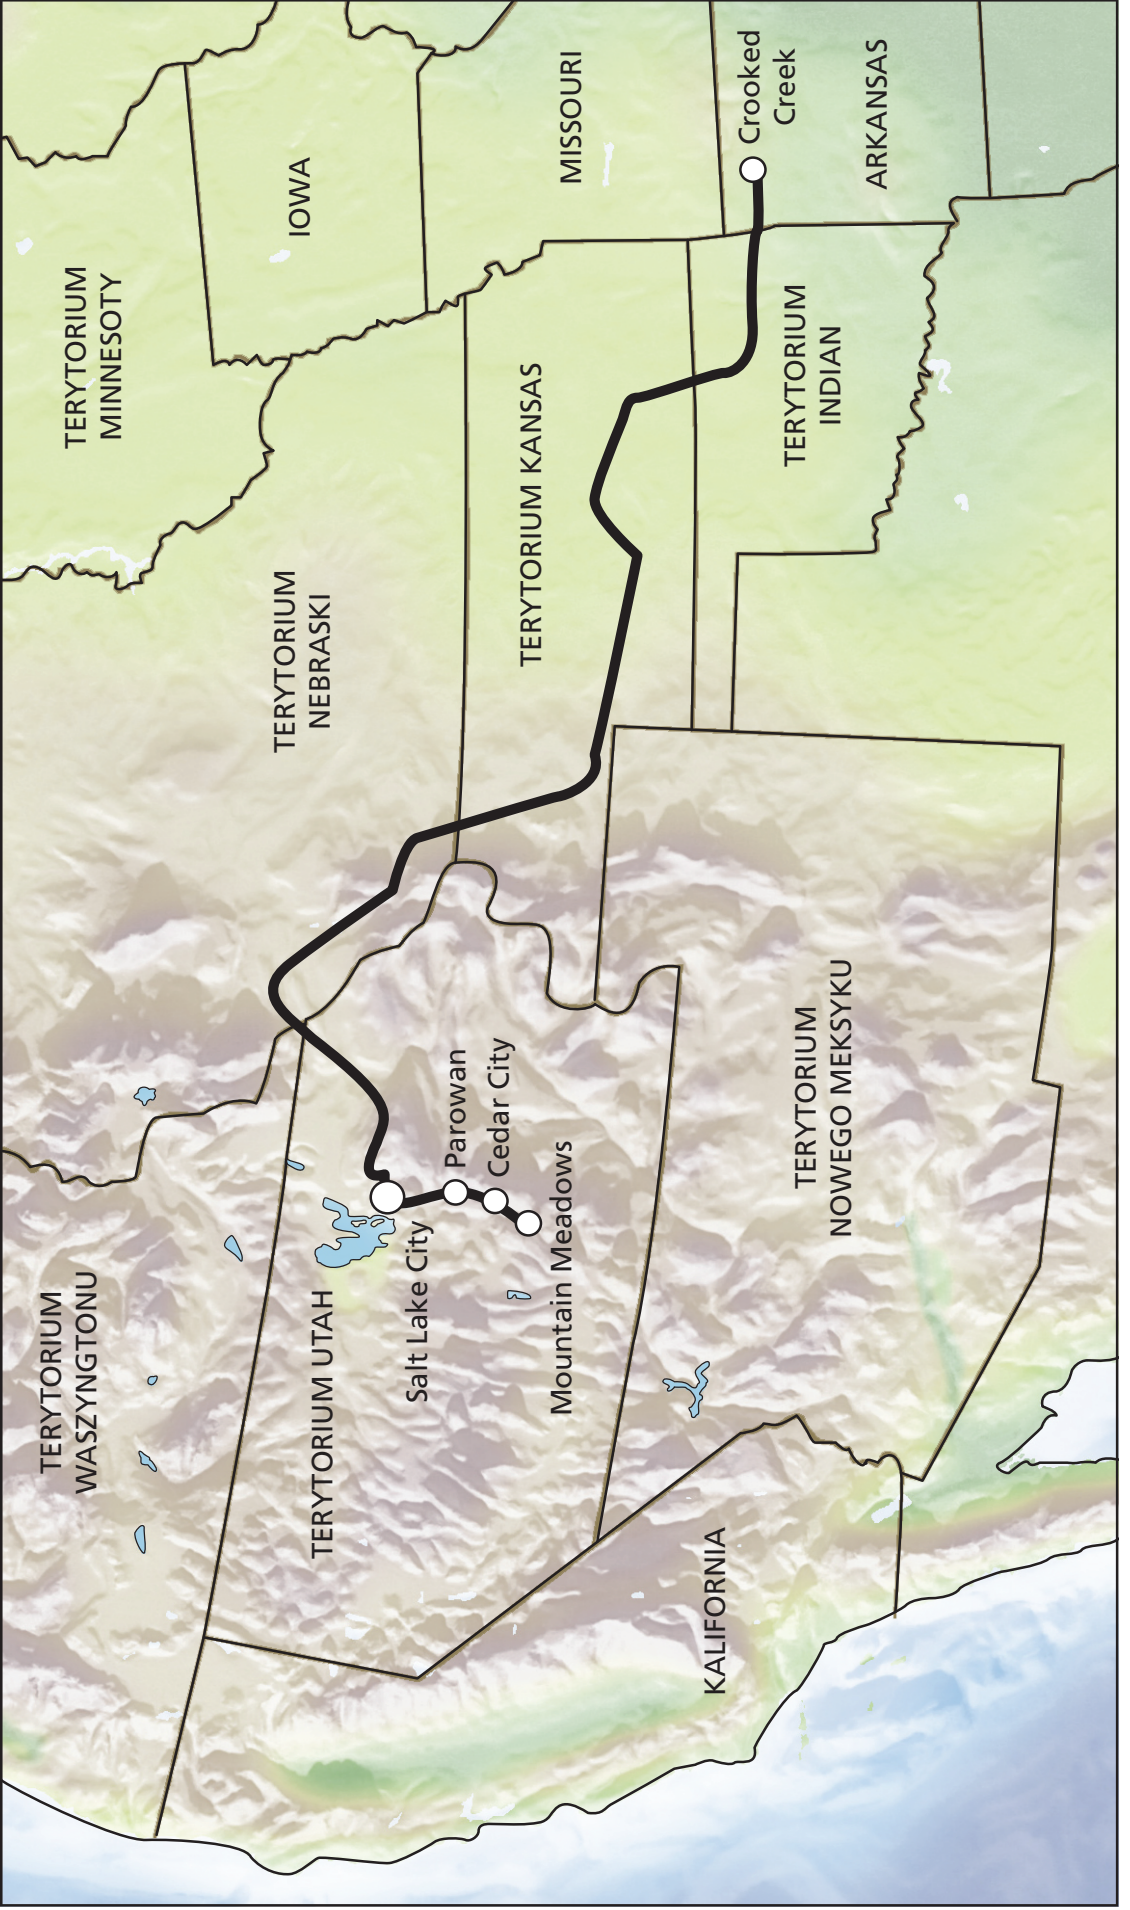 TERYTORIUM
WASZYNGTONU
TERYTORIUM
MINNESOTY
IOWA
TERYTORIUM
NEBRASKI
TERYTORIUM UTAH
Salt Lake City
Parowan
Cedar City
Mountain Meadows
TERYTORIUM KANSAS
MISSOURI
KALIFORNIA
TERYTORIUM
NOWEGO MEKSYKU
TERYTORIUM
INDIAN
Crooked
Creek
ARKANSAS